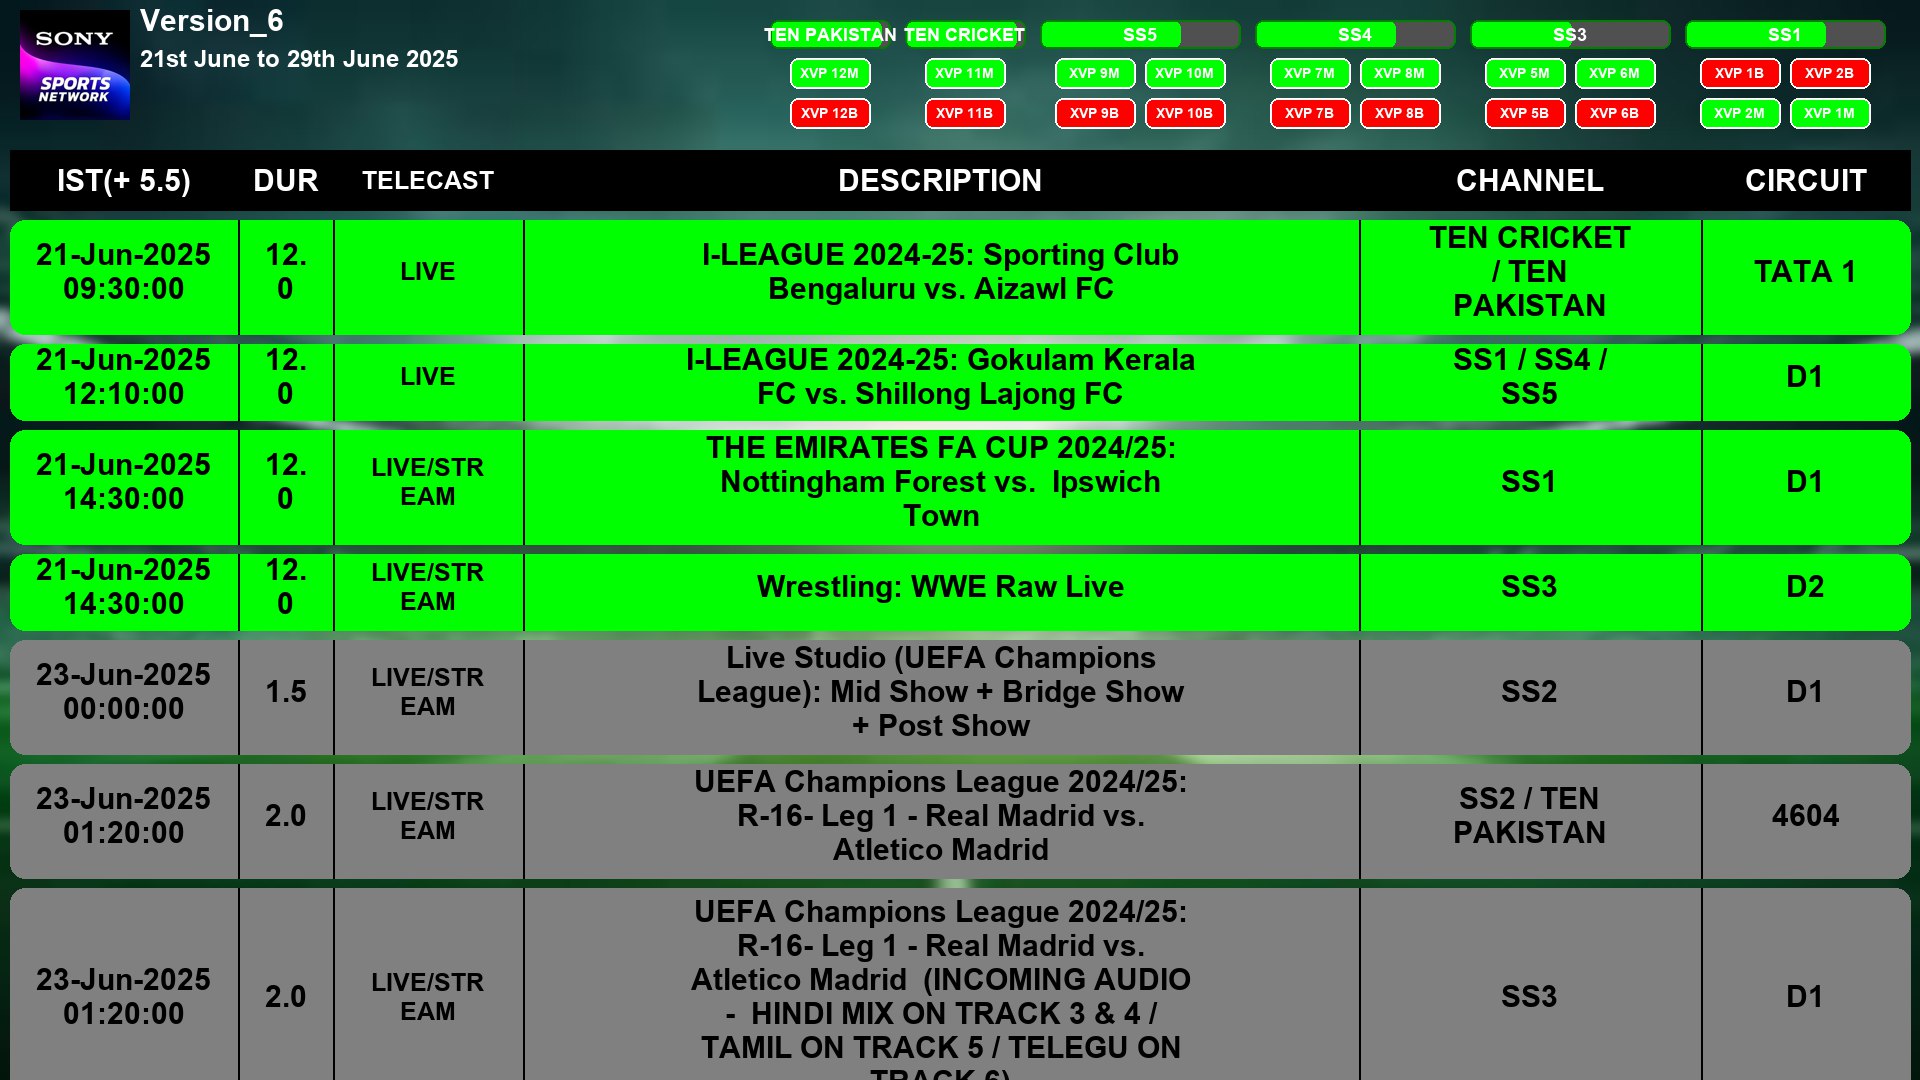 SONY
SPORTS
NETWORK
Version_6
21st June to 29th June 2025
TEN PAKISTAN TEN CRICKET SS5 SS4 SS3 SS1
XVP 12M XVP 11M XVP 9M XVP 10M XVP 7M XVP 8M XVP 5M XVP 6M XVP 1B XVP 2B
XVP 12B XVP 11B XVP 9B XVP 10B XVP 7B XVP 8B XVP 5B XVP 6B XVP 2M XVP 1M
IST(+ 5.5) DUR TELECAST DESCRIPTION CHANNEL CIRCUIT
21-Jun-2025
09:30:00
12.
0
LIVE
I-LEAGUE 2024-25: Sporting Club
Bengaluru vs. Aizawl FC
TEN CRICKET
/ TEN
PAKISTAN
TATA 1
21-Jun-2025
12:10:00
12.
0
LIVE
I-LEAGUE 2024-25: Gokulam Kerala
FC vs. Shillong Lajong FC
SS1 / SS4 /
SS5
D1
21-Jun-2025
14:30:00
12.
0
LIVE/STR
EAM
THE EMIRATES FA CUP 2024/25:
Nottingham Forest vs.  Ipswich
Town
SS1
D1
21-Jun-2025
14:30:00
12.
0
LIVE/STR
EAM
Wrestling: WWE Raw Live
SS3
D2
23-Jun-2025
00:00:00
1.5
LIVE/STR
EAM
Live Studio (UEFA Champions
League): Mid Show + Bridge Show
+ Post Show
SS2
D1
23-Jun-2025
01:20:00
2.0
LIVE/STR
EAM
UEFA Champions League 2024/25:
R-16- Leg 1 - Real Madrid vs.
Atletico Madrid
SS2 / TEN
PAKISTAN
4604
23-Jun-2025
01:20:00
2.0
LIVE/STR
EAM
UEFA Champions League 2024/25:
R-16- Leg 1 - Real Madrid vs.
Atletico Madrid  (INCOMING AUDIO
-  HINDI MIX ON TRACK 3 & 4 /
TAMIL ON TRACK 5 / TELEGU ON
TRACK 6)
SS3
D1